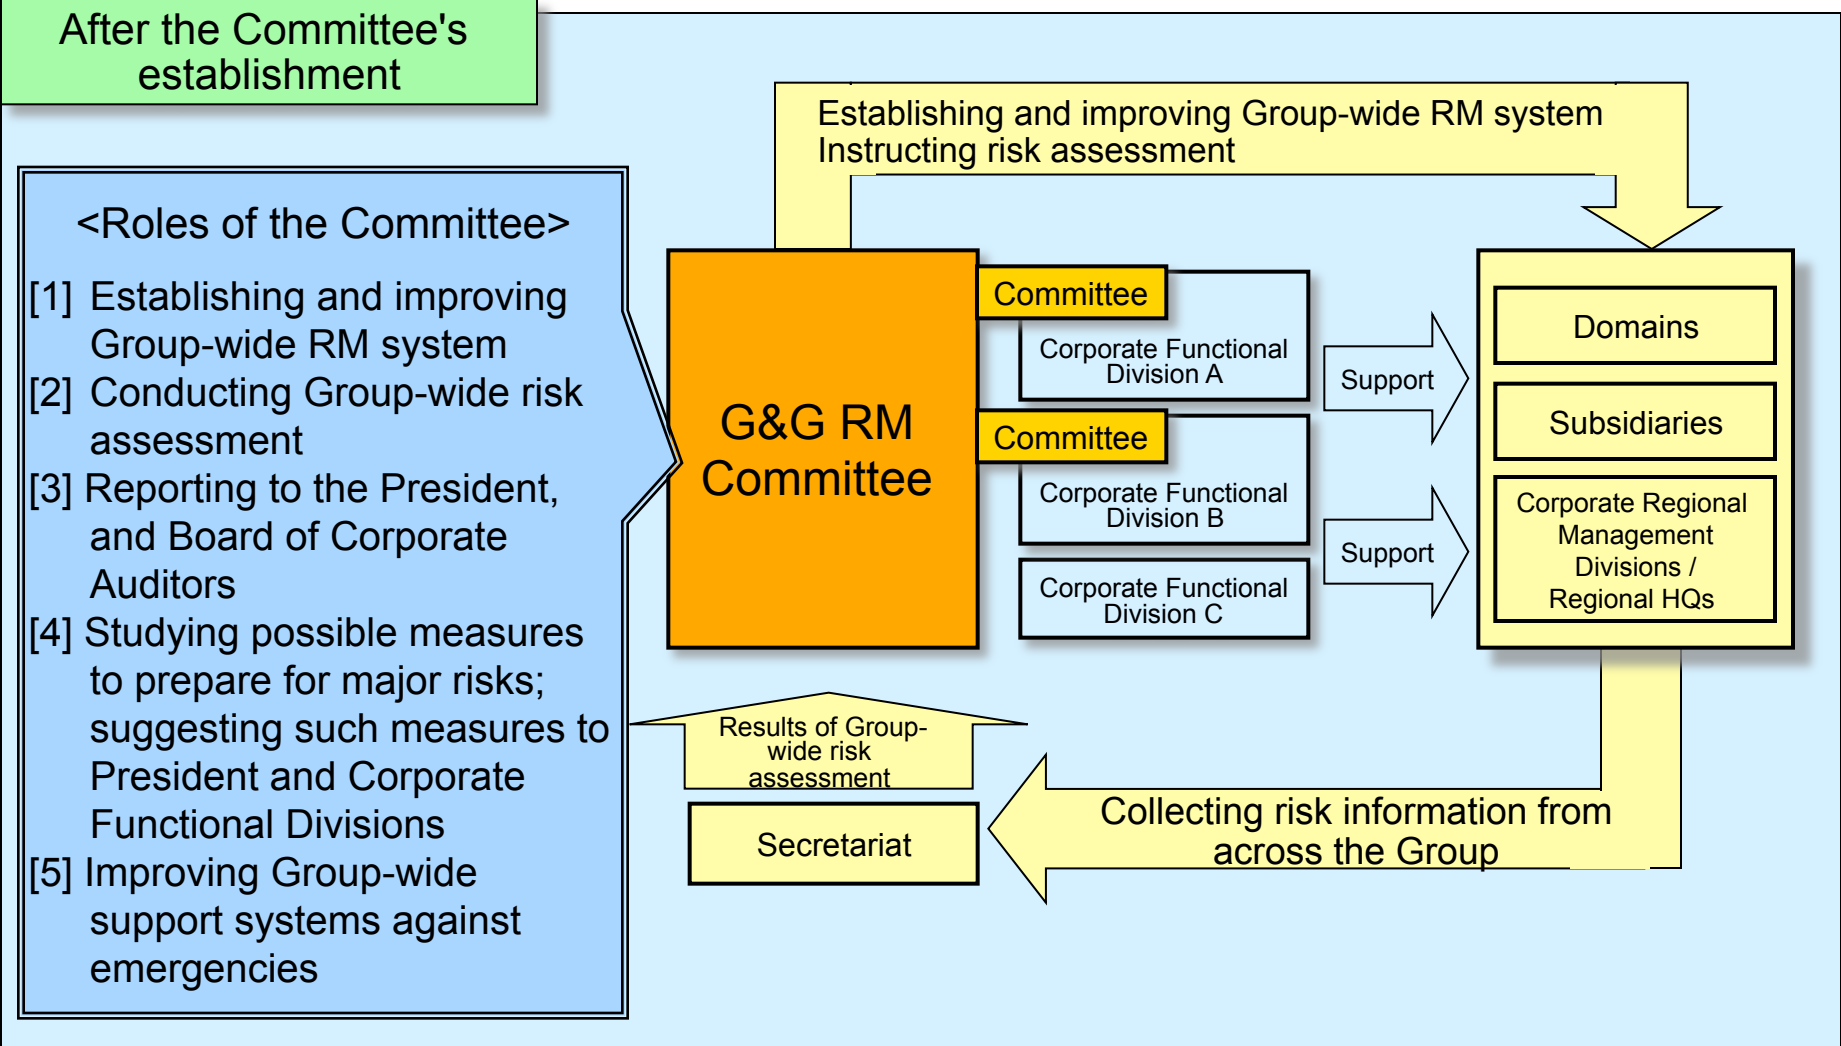 After the Committee's
establishment
<Roles of the Committee>
[1] Establishing and improving
Group-wide RM system
[2] Conducting Group-wide risk
assessment
[3] Reporting to the President,
and Board of Corporate
Auditors
[4] Studying possible measures
to prepare for major risks;
suggesting such measures to
President and Corporate
Functional Divisions
[5] Improving Group-wide
support systems against
emergencies
Establishing and improving Group-wide RM system
Instructing risk assessment
G&G RM
Committee
Committee
Corporate Functional
Division A
Committee
Corporate Functional
Division B
Corporate Functional
Division C
Support
Support
Domains
Subsidiaries
Corporate Regional
Management
Divisions /
Regional HQs
Results of Group-
wide risk
assessment
Secretariat
Collecting risk information from
across the Group